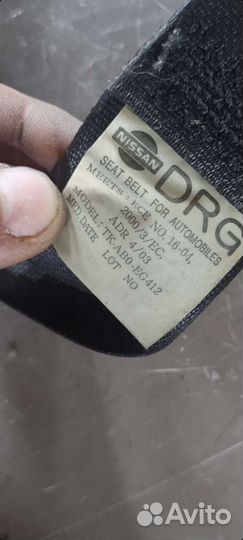 NISSAN
DRG
SEAT BELT FOR AUTOMOBILES
MEETS : ECE NO.16-04,
2000/3/EC,
ADR 4/03
MODEL : TK-AB0-EG412
MFD DATE LOT NO
Avito